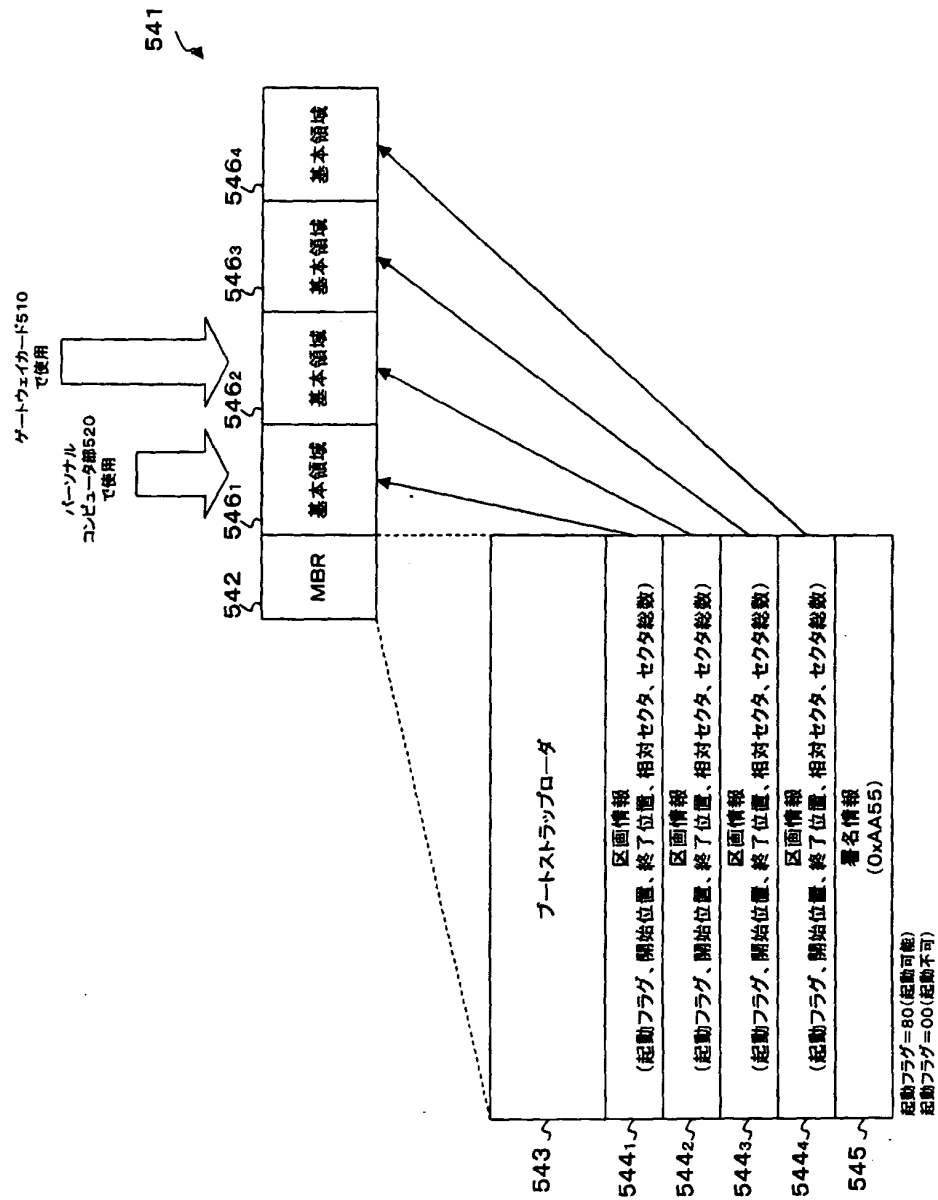 541
ゲートウェイカード510
で使用
パーソナル
コンピュータ部520
で使用
542
546₁
546₂
546₃
546₄
MBR
基本領域
基本領域
基本領域
基本領域
543
ブートストラップローダ
544₁
区画情報
(起動フラグ、開始位置、終了位置、相対セクタ、セクタ総数)
544₂
区画情報
(起動フラグ、開始位置、終了位置、相対セクタ、セクタ総数)
544₃
区画情報
(起動フラグ、開始位置、終了位置、相対セクタ、セクタ総数)
544₄
区画情報
(起動フラグ、開始位置、終了位置、相対セクタ、セクタ総数)
545
署名情報
(0xAA55)
起動フラグ=80(起動可能)
起動フラグ=00(起動不可)